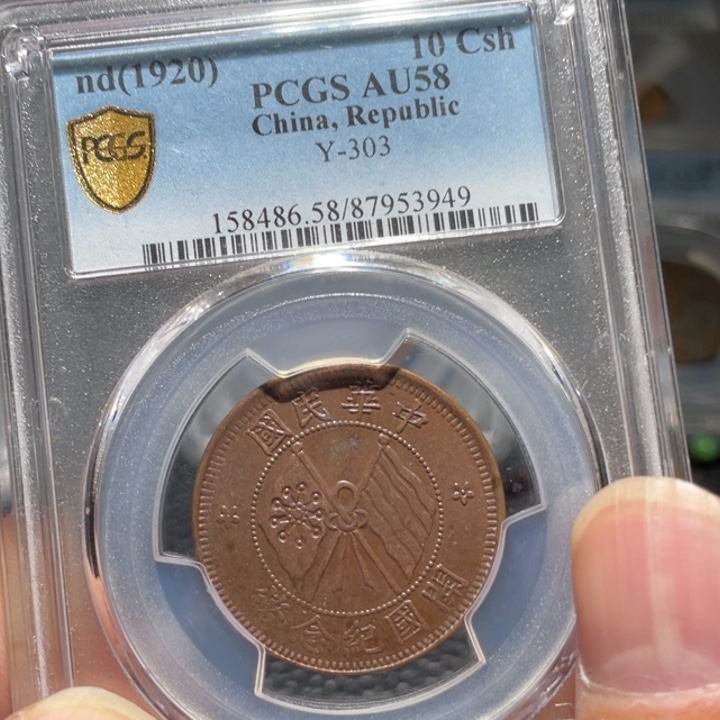 nd(1920) 10 Csh
PCGS AU58
China, Republic
Y-303
PCGS
158486.58/87953949
中華民國
開國紀念幣